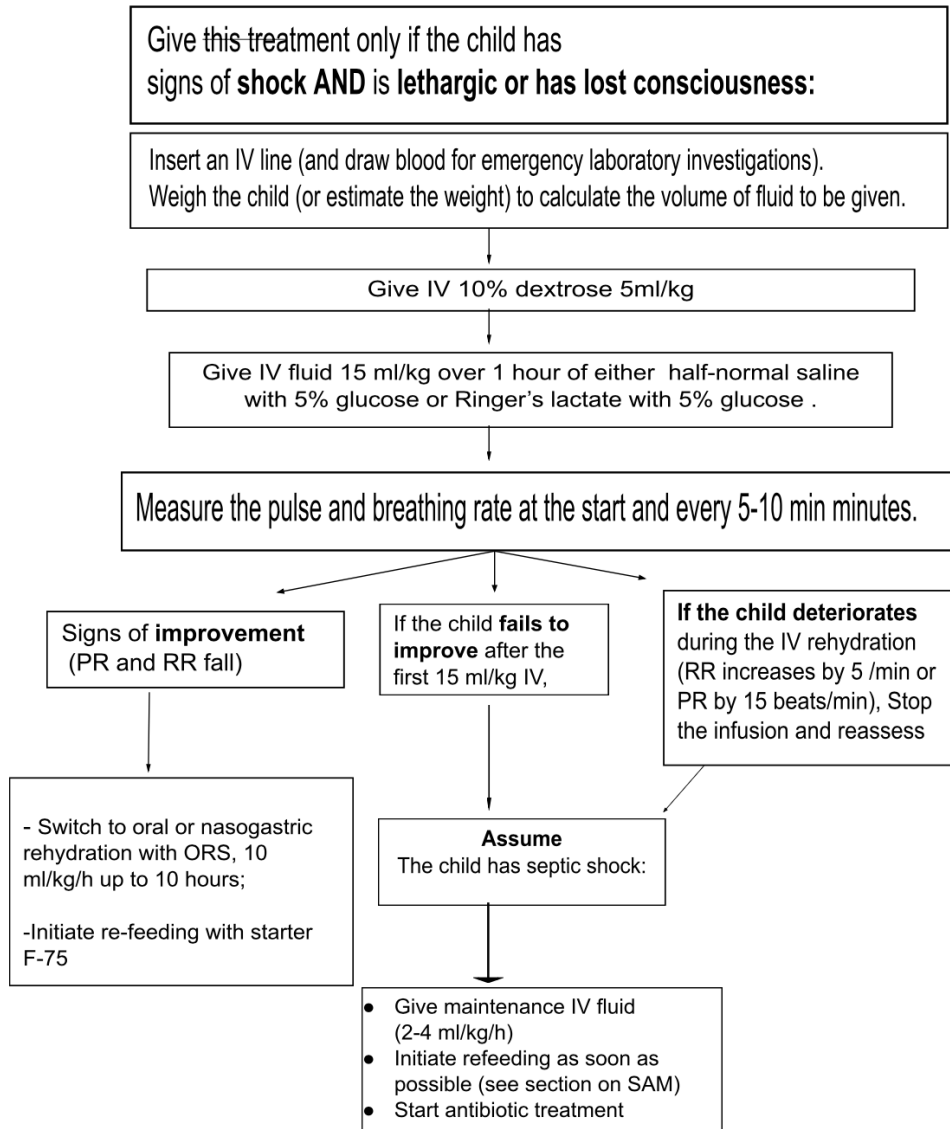 Give this treatment only if the child has
signs of shock AND is lethargic or has lost consciousness:
Insert an IV line (and draw blood for emergency laboratory investigations).
Weigh the child (or estimate the weight) to calculate the volume of fluid to be given.
Give IV 10% dextrose 5ml/kg
Give IV fluid 15 ml/kg over 1 hour of either half-normal saline
with 5% glucose or Ringer's lactate with 5% glucose .
Measure the pulse and breathing rate at the start and every 5-10 min minutes.
Signs of improvement
(PR and RR fall)
If the child fails to
improve after the
first 15 ml/kg IV,
If the child deteriorates
during the IV rehydration
(RR increases by 5 /min or
PR by 15 beats/min), Stop
the infusion and reassess
- Switch to oral or nasogastric
rehydration with ORS, 10
ml/kg/h up to 10 hours;
-Initiate re-feeding with starter
F-75
Assume
The child has septic shock:
● Give maintenance IV fluid
(2-4 ml/kg/h)
● Initiate refeeding as soon as
possible (see section on SAM)
● Start antibiotic treatment